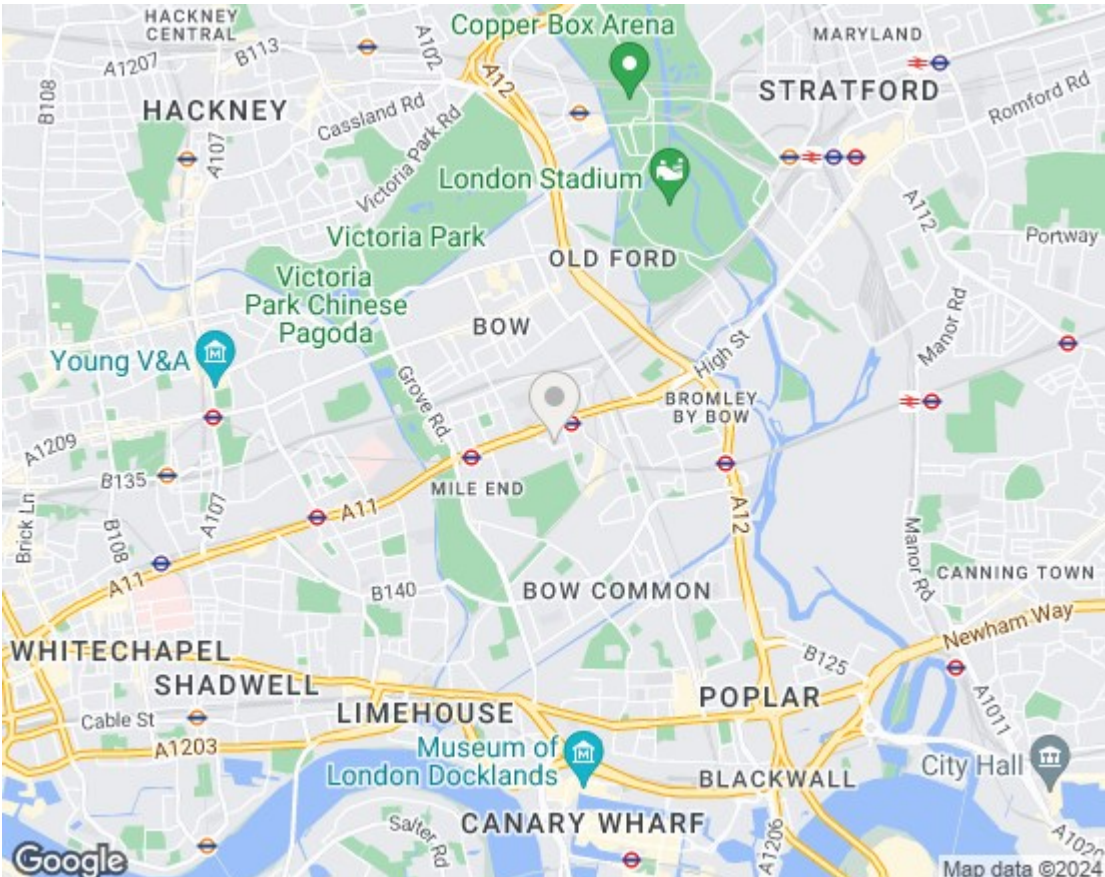 HACKNEY
CENTRAL
B113
A102
A12
Copper Box Arena
MARYLAND
A1207
B108
HACKNEY
A107
Cassland Rd
Victoria Park Rd
STRATFORD
Romford Rd
London Stadium
A112
Victoria Park
OLD FORD
Portway
Victoria
Park Chinese
Pagoda
BOW
Manor Rd
Young V&A
Grove Rd.
High St
BROMLEY
BY BOW
A1209
B135
MILE END
A107
A11
A12
Brick Ln
B108
A11
B140
BOW COMMON
Manor Rd
CANNING TOWN
Newham Way
WHITECHAPEL
B125
SHADWELL
POPLAR
A1011
Cable St
LIMEHOUSE
A1203
Museum of
London Docklands
BLACKWALL
City Hall
Salter Rd
CANARY WHARF
A1206
A1020
Google
Map data ©2024